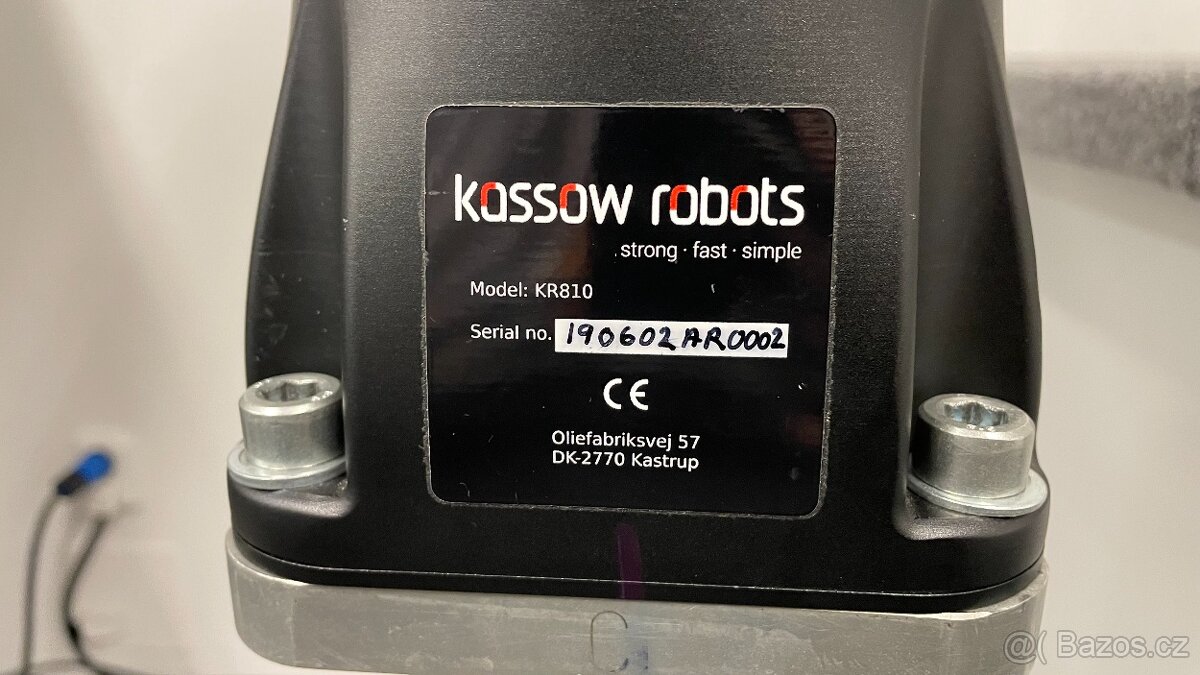 kassow robots
strong · fast · simple
Model: KR810
Serial no. 190602AR0002
CE
Oliefabriksvej 57
DK-2770 Kastrup
@( Bazos.cz